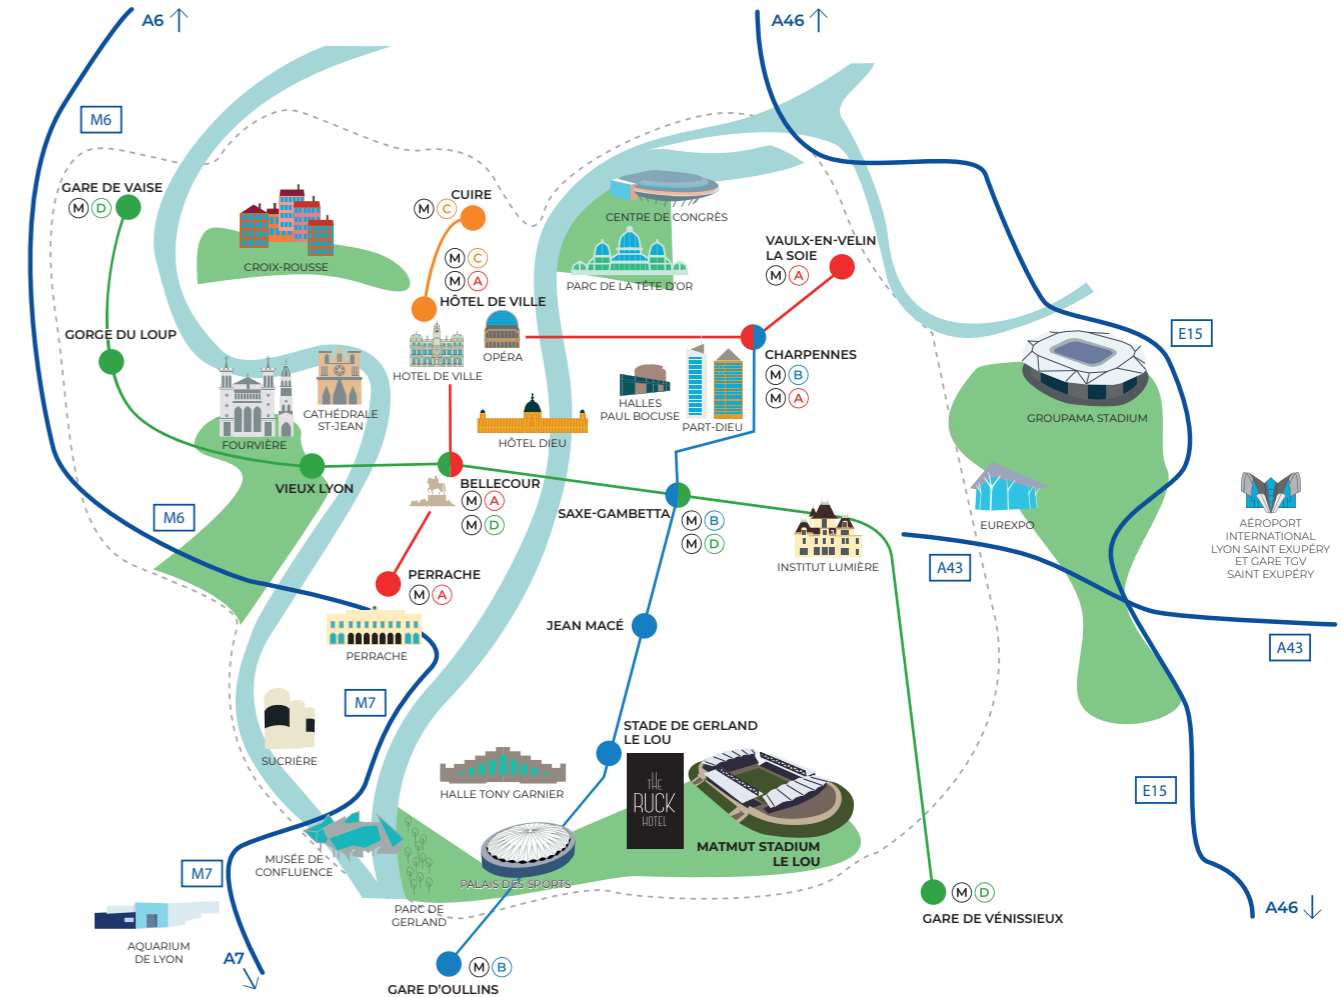 A6
A46
M6
GARE DE VAISE
M D
CUIRE
M C
CENTRE DE CONGRÈS
VAULX-EN-VELIN
LA SOIE
M A
CROIX-ROUSSE
M C
M A
HÔTEL DE VILLE
PARC DE LA TÊTE D'OR
GORGE DU LOUP
E15
OPÉRA
CHARPENNES
M B
M A
HOTEL DE VILLE
HALLES
PAUL BOCUSE
PART-DIEU
CATHÉDRALE
ST-JEAN
GROUPAMA STADIUM
FOURVIÈRE
HÔTEL DIEU
VIEUX LYON
BELLECOUR
M A
M D
M6
SAXE-GAMBETTA
M B
M D
EUREXPO
AÉROPORT
INTERNATIONAL
LYON SAINT EXUPÉRY
ET GARE TGV
SAINT EXUPÉRY
INSTITUT LUMIÈRE
A43
PERRACHE
M A
JEAN MACÉ
PERRACHE
A43
M7
STADE DE GERLAND
LE LOU
SUCRIÈRE
HALLE TONY GARNIER
THE
RUCK
HOTEL
E15
MATMUT STADIUM
LE LOU
MUSÉE DE
CONFLUENCE
M7
PALAIS DES SPORTS
M D
GARE DE VÉNISSIEUX
A46
PARC DE
GERLAND
AQUARIUM
DE LYON
A7
M B
GARE D'OULLINS